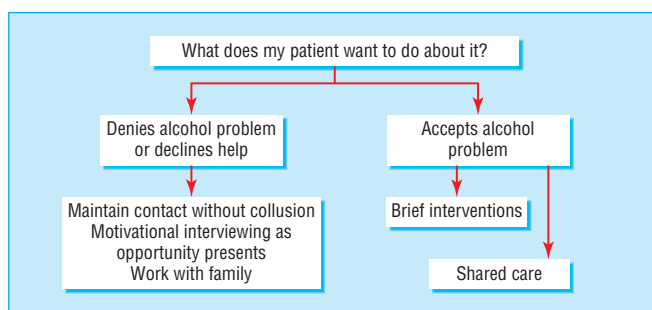 What does my patient want to do about it?
Denies alcohol problem
or declines help
Accepts alcohol
problem
Maintain contact without collusion
Motivational interviewing as
opportunity presents
Work with family
Brief interventions
Shared care